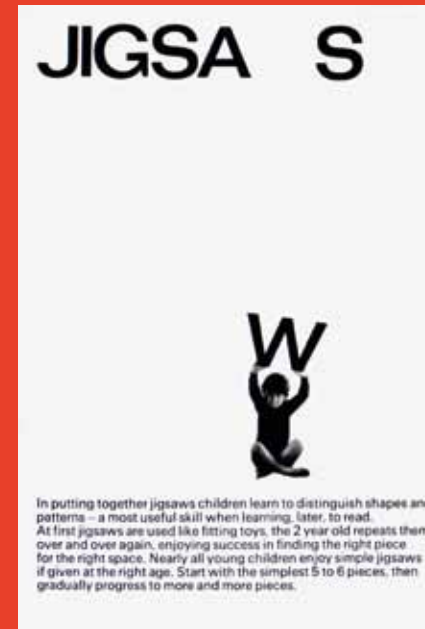 JIGSA S
W
In putting together jigsaws children learn to distinguish shapes and
patterns – a most useful skill when learning, later, to read.
At first jigsaws are used like fitting toys, the 2 year old repeats them
over and over again, enjoying success in finding the right piece
for the right space. Nearly all young children enjoy simple jigsaws
if given at the right age. Start with the simplest 5 to 6 pieces, then
gradually progress to more and more pieces.